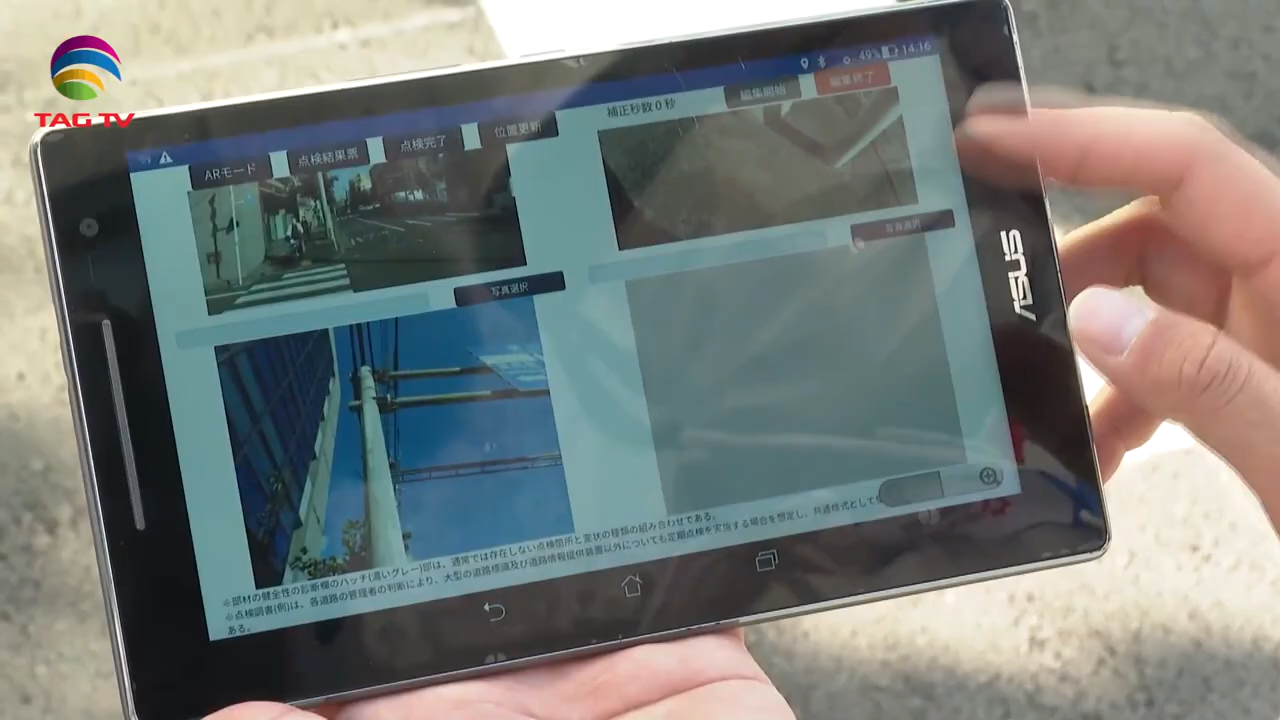 TAG TV
49% 14:16
ARモード
点検結果票
点検完了
位置更新
補正秒数0秒
編集開始
編集終了
写真選択
写真選択
ASUS
※部材の健全性の診断欄のハッチ(濃いグレー)部は、通常では存在しない点検箇所と変状の種類の組み合わせである。
※点検調書(例)は、各道路の管理者の判断により、大型の道路標識及び道路情報提供装置以外についても定期点検を実施する場合を想定し、共通様式として
ある。